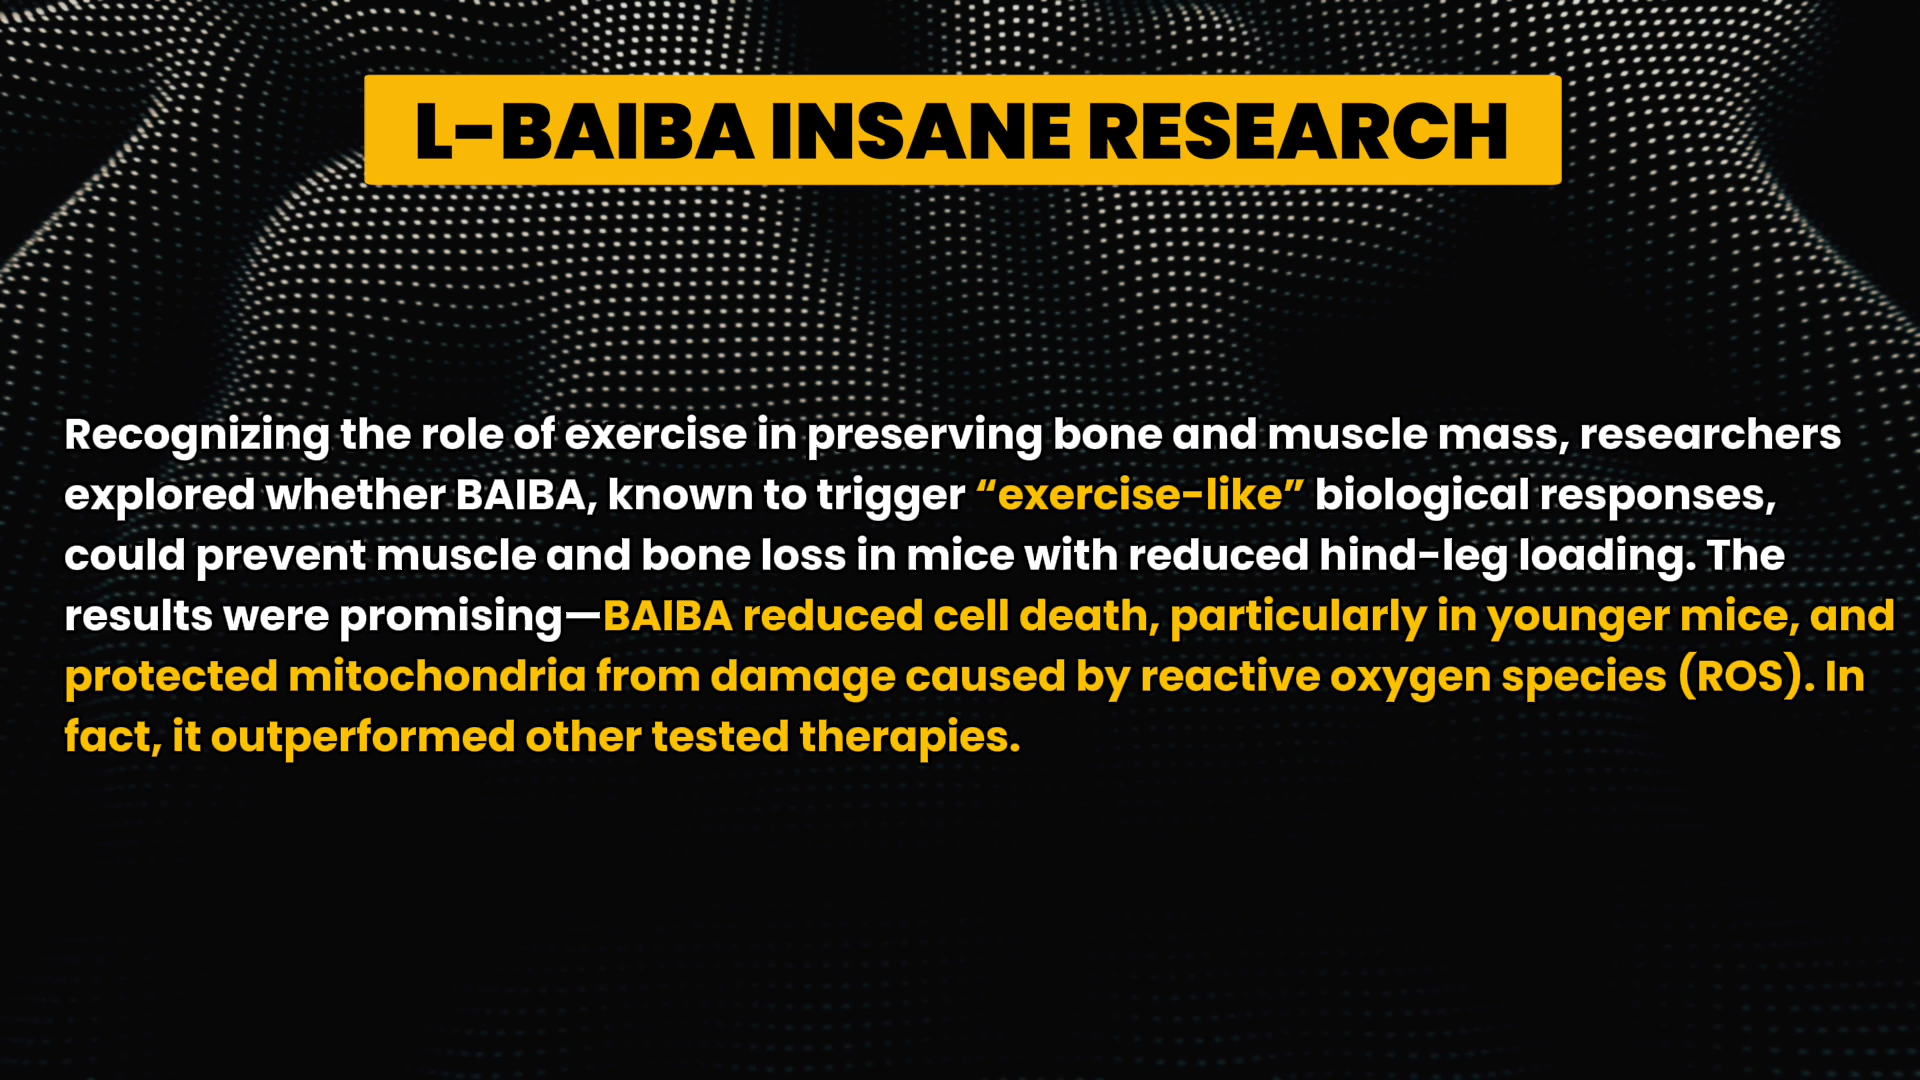 L-BAIBA INSANE RESEARCH
Recognizing the role of exercise in preserving bone and muscle mass, researchers
explored whether BAIBA, known to trigger “exercise-like” biological responses,
could prevent muscle and bone loss in mice with reduced hind-leg loading. The
results were promising—BAIBA reduced cell death, particularly in younger mice, and
protected mitochondria from damage caused by reactive oxygen species (ROS). In
fact, it outperformed other tested therapies.